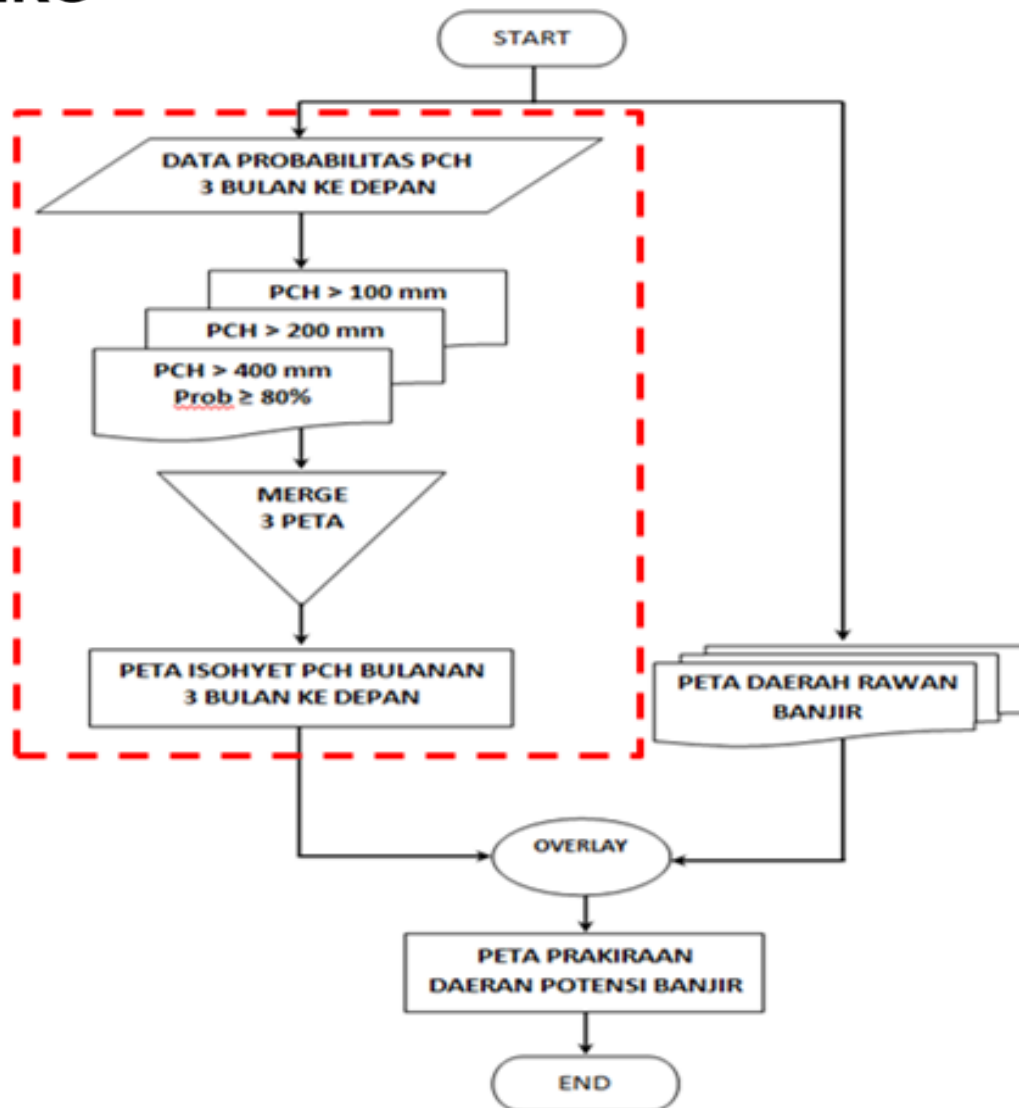 START
DATA PROBABILITAS PCH
3 BULAN KE DEPAN
PCH > 100 mm
PCH > 200 mm
PCH > 400 mm
Prob ≥ 80%
MERGE
3 PETA
PETA ISOHYET PCH BULANAN
3 BULAN KE DEPAN
PETA DAERAH RAWAN
BANJIR
OVERLAY
PETA PRAKIRAAN
DAERAN POTENSI BANJIR
END